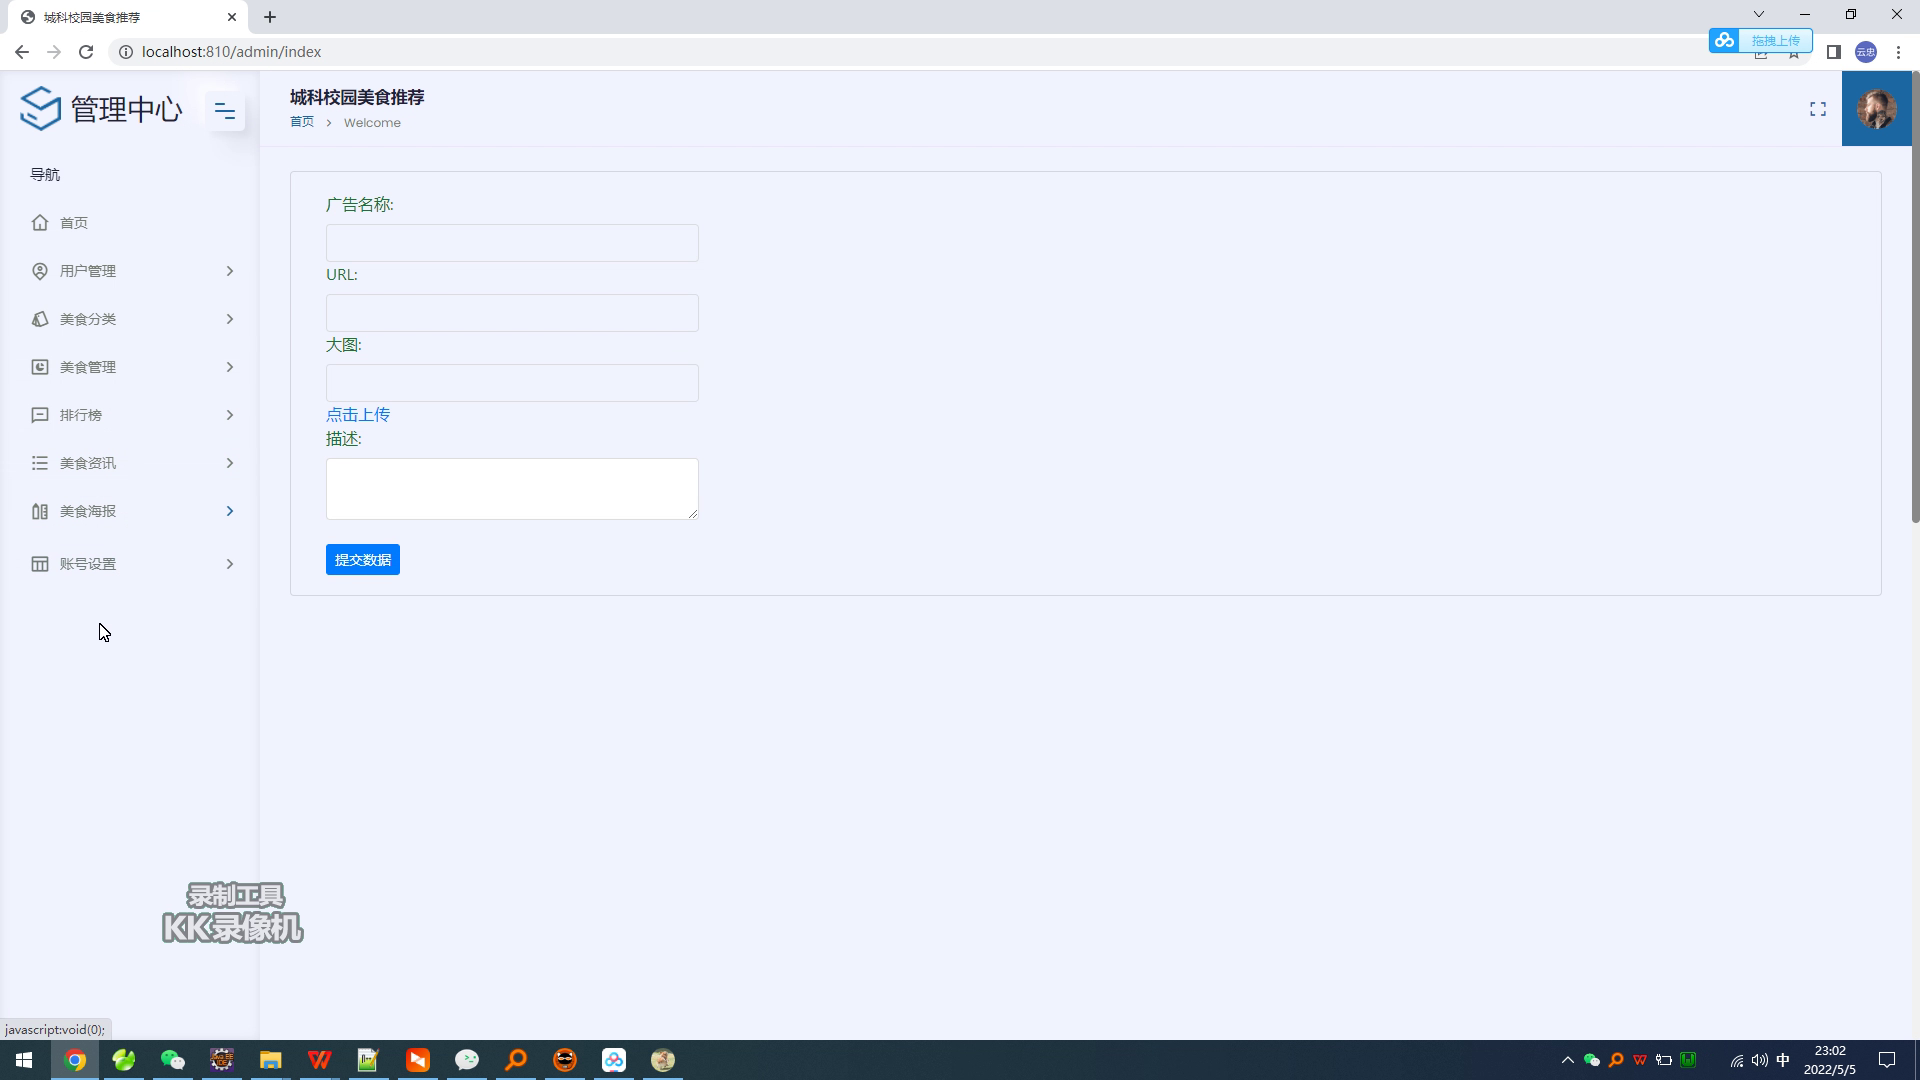 城科校园美食推荐
localhost:810/admin/index
拖拽上传
云忠
管理中心
城科校园美食推荐
首页 > Welcome
导航
首页
用户管理
美食分类
美食管理
排行榜
美食资讯
美食海报
账号设置
广告名称:
URL:
大图:
点击上传
描述:
提交数据
录制工具
KK录像机
javascript:void(0);
中
23:02
2022/5/5